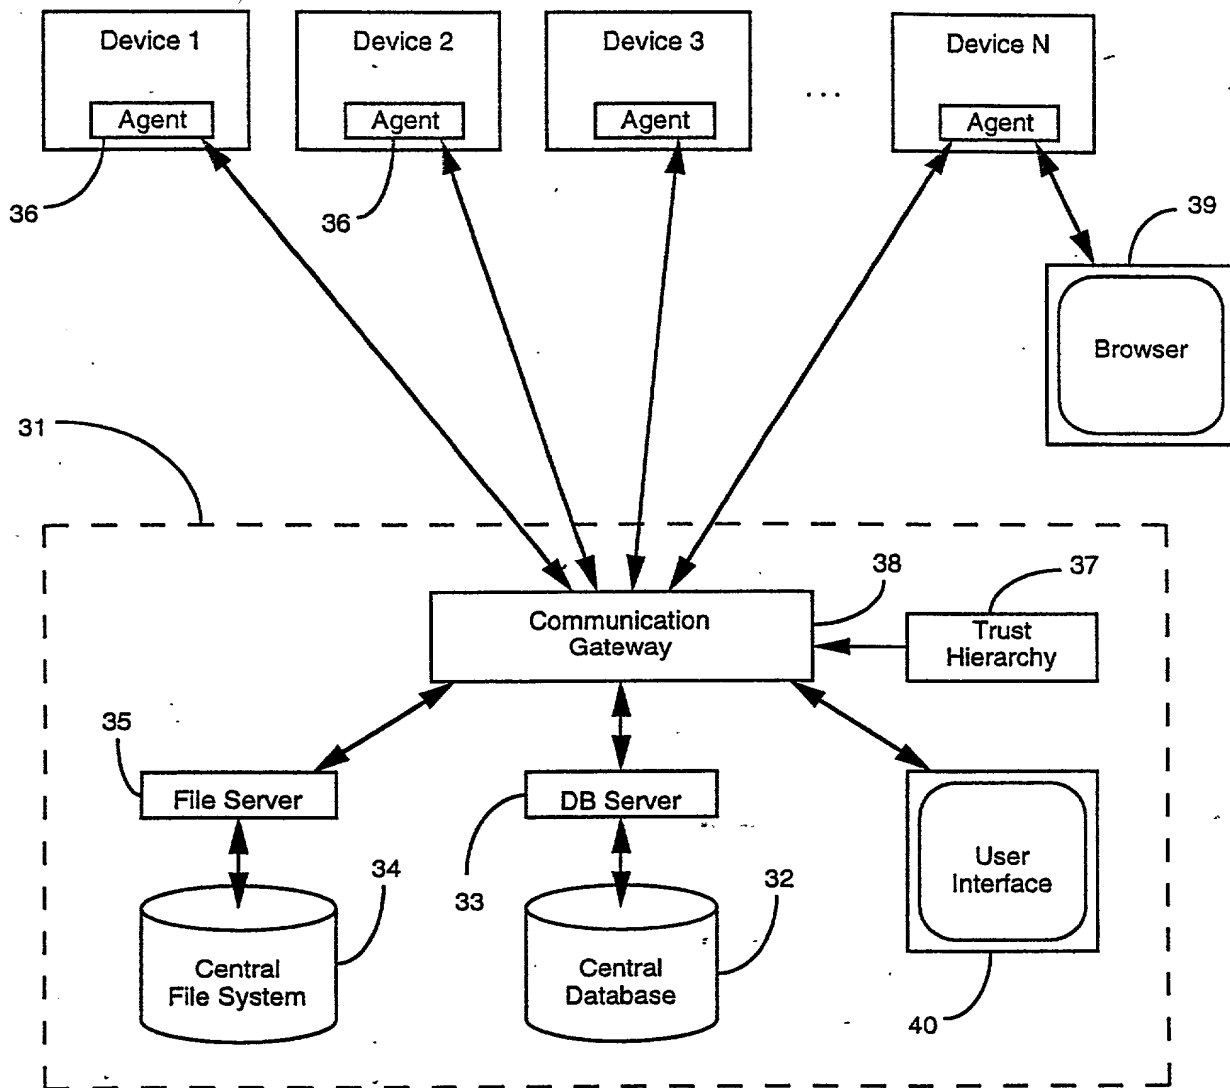 Device 1
Device 2
Device 3
Device N
...
Agent
Agent
Agent
Agent
36
36
39
Browser
31
38
37
Communication
Gateway
Trust
Hierarchy
35
File Server
DB Server
34
33
32
User
Interface
Central
File System
Central
Database
40